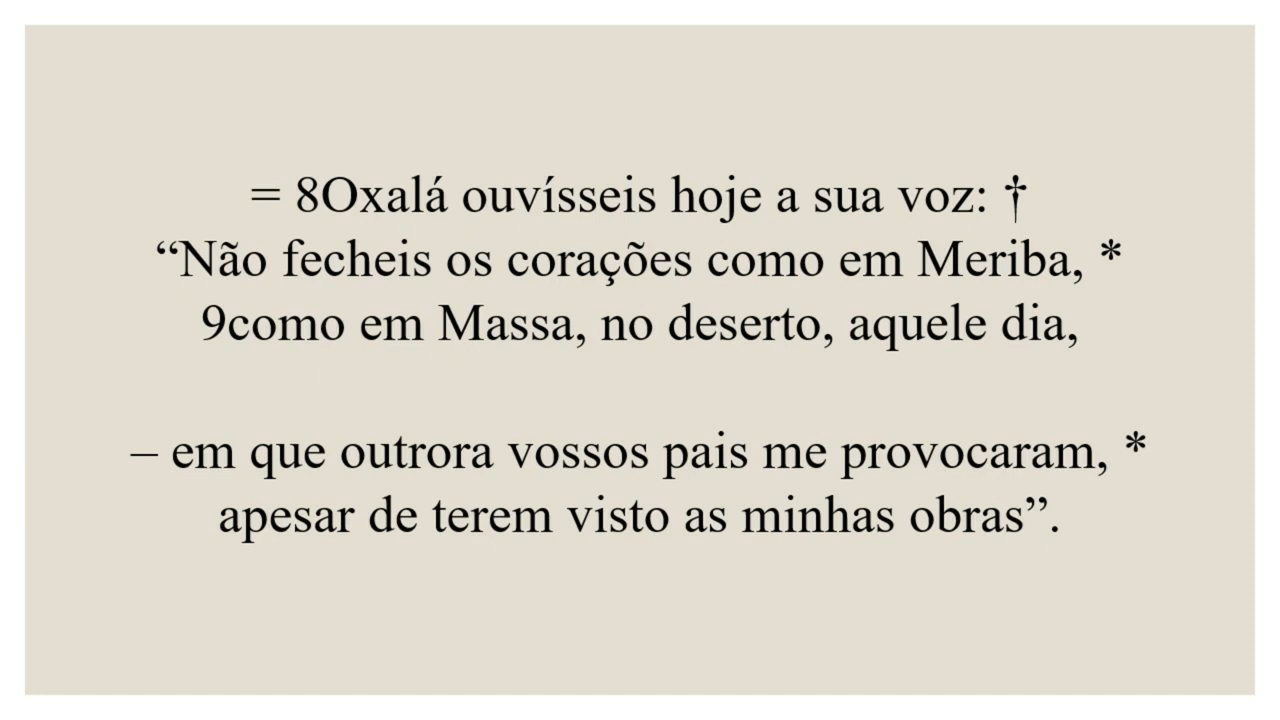 = 8Oxalá ouvísseis hoje a sua voz: †
“Não fecheis os corações como em Meriba, *
9como em Massa, no deserto, aquele dia,
– em que outrora vossos pais me provocaram, *
apesar de terem visto as minhas obras”.